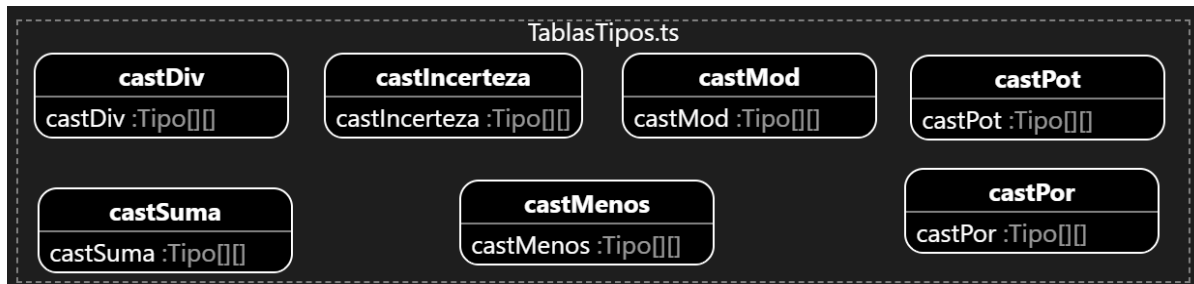 TablasTipos.ts
castDiv
castDiv :Tipo[][]
castIncerteza
castIncerteza :Tipo[][]
castMod
castMod :Tipo[][]
castPot
castPot :Tipo[][]
castSuma
castSuma :Tipo[][]
castMenos
castMenos :Tipo[][]
castPor
castPor :Tipo[][]